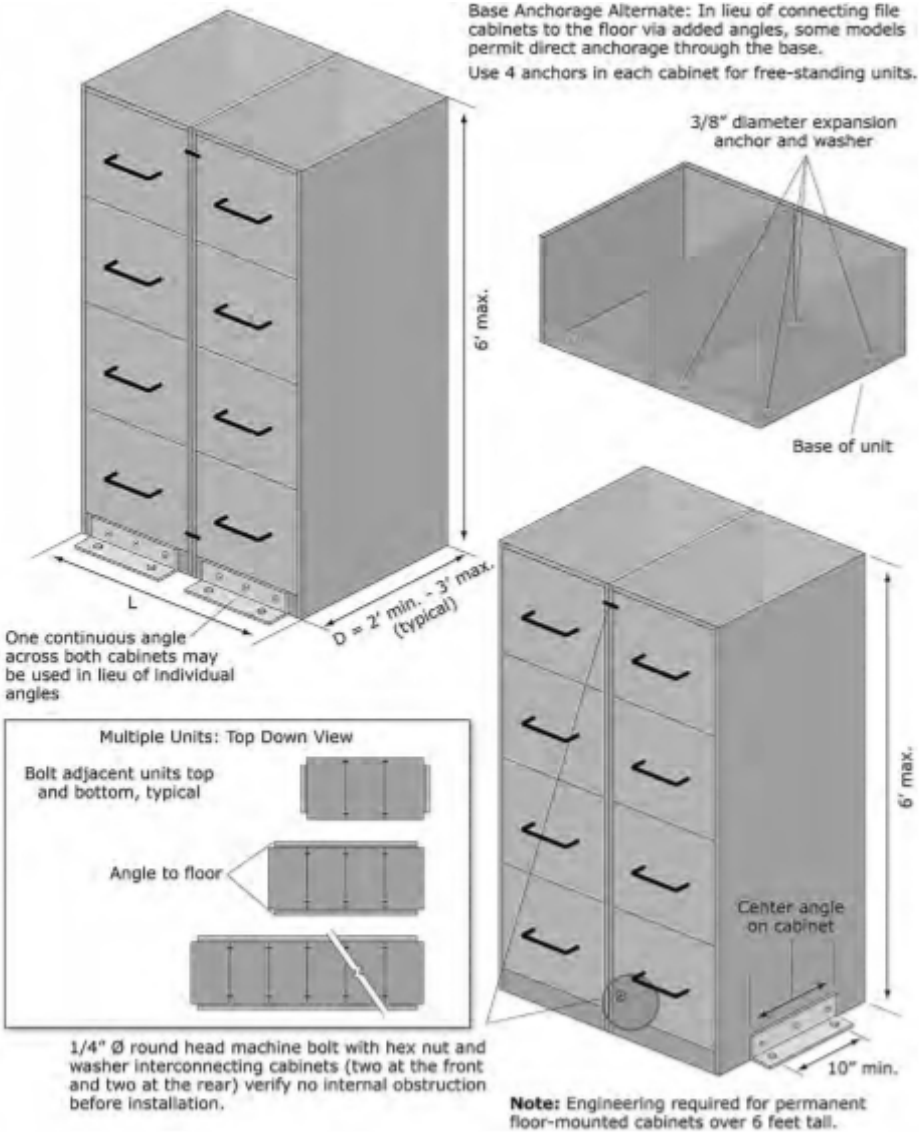 Base Anchorage Alternate: In lieu of connecting file
cabinets to the floor via added angles, some models
permit direct anchorage through the base.
Use 4 anchors in each cabinet for free-standing units.
3/8" diameter expansion
anchor and washer
6' max.
Base of unit
D = 2' min. - 3' max.
(typical)
L
One continuous angle
across both cabinets may
be used in lieu of individual
angles
Multiple Units: Top Down View
Bolt adjacent units top
and bottom, typical
Angle to floor
6' max.
Center angle
on cabinet
10" min.
1/4" Ø round head machine bolt with hex nut and
washer interconnecting cabinets (two at the front
and two at the rear) verify no internal obstruction
before installation.
Note: Engineering required for permanent
floor-mounted cabinets over 6 feet tall.